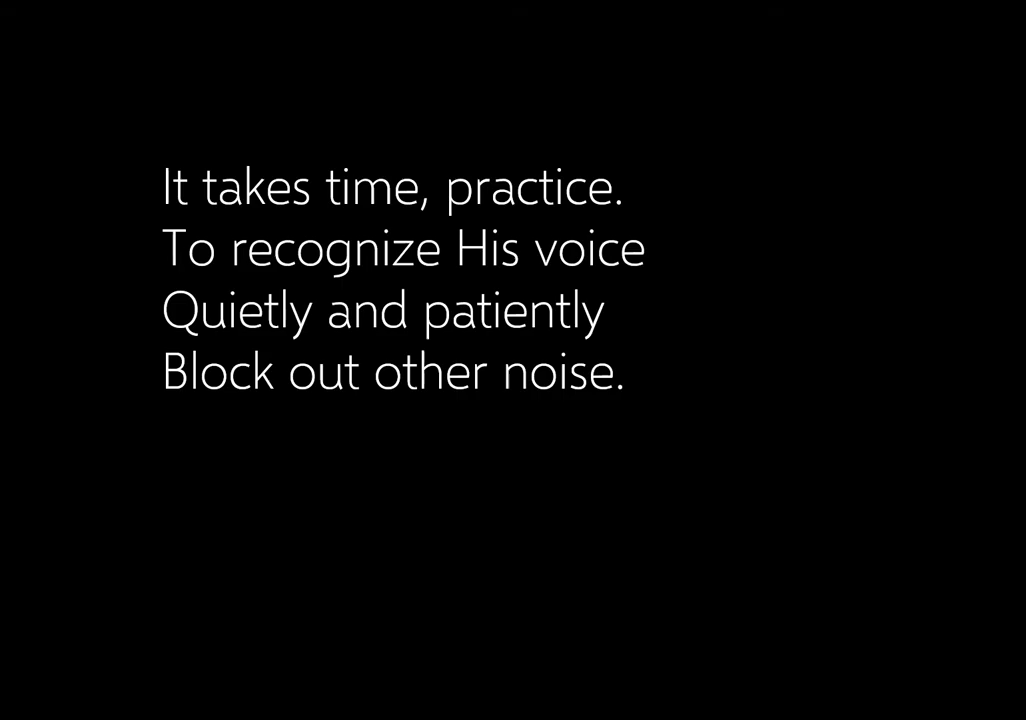 It takes time, practice.
To recognize His voice
Quietly and patiently
Block out other noise.